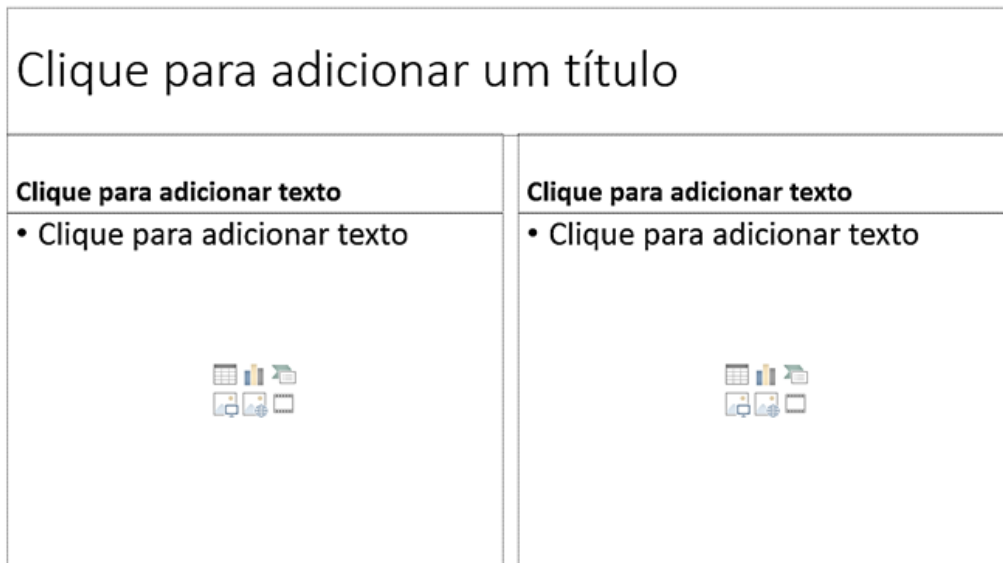 Clique para adicionar um título
Clique para adicionar texto
• Clique para adicionar texto
Clique para adicionar texto
• Clique para adicionar texto